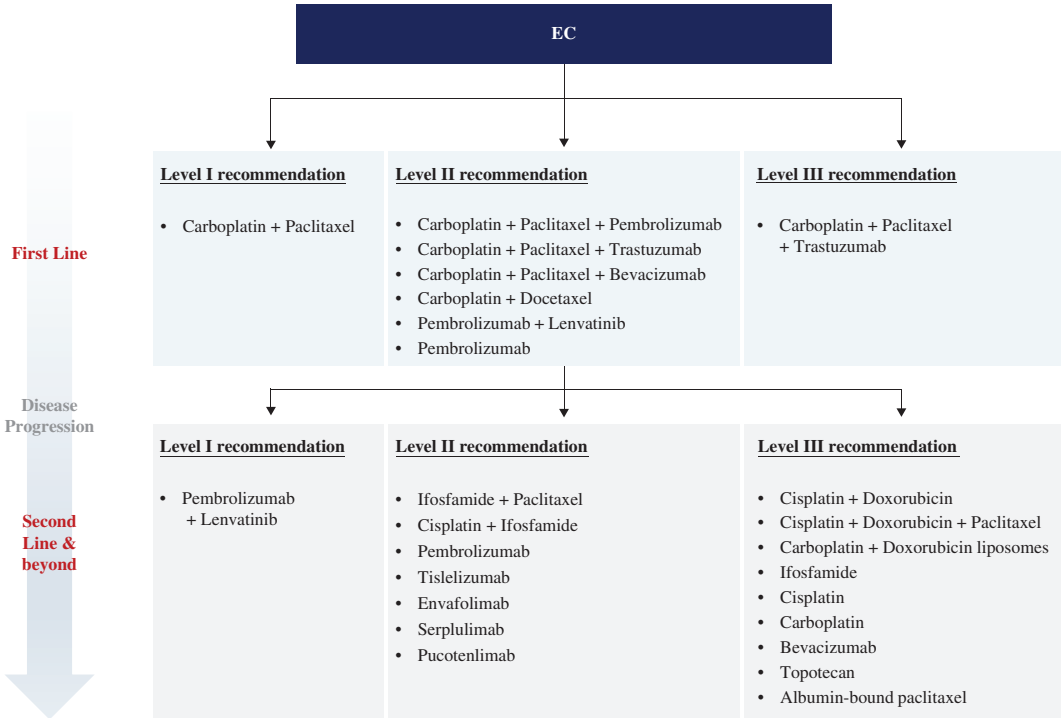 EC
First Line
Level I recommendation
• Carboplatin + Paclitaxel
Level II recommendation
• Carboplatin + Paclitaxel + Pembrolizumab
• Carboplatin + Paclitaxel + Trastuzumab
• Carboplatin + Paclitaxel + Bevacizumab
• Carboplatin + Docetaxel
• Pembrolizumab + Lenvatinib
• Pembrolizumab
Level III recommendation
• Carboplatin + Paclitaxel
+ Trastuzumab
Disease
Progression
Second
Line &
beyond
Level I recommendation
• Pembrolizumab
+ Lenvatinib
Level II recommendation
• Ifosfamide + Paclitaxel
• Cisplatin + Ifosfamide
• Pembrolizumab
• Tislelizumab
• Envafolimab
• Serplulimab
• Pucotenlimab
Level III recommendation
• Cisplatin + Doxorubicin
• Cisplatin + Doxorubicin + Paclitaxel
• Carboplatin + Doxorubicin liposomes
• Ifosfamide
• Cisplatin
• Carboplatin
• Bevacizumab
• Topotecan
• Albumin-bound paclitaxel